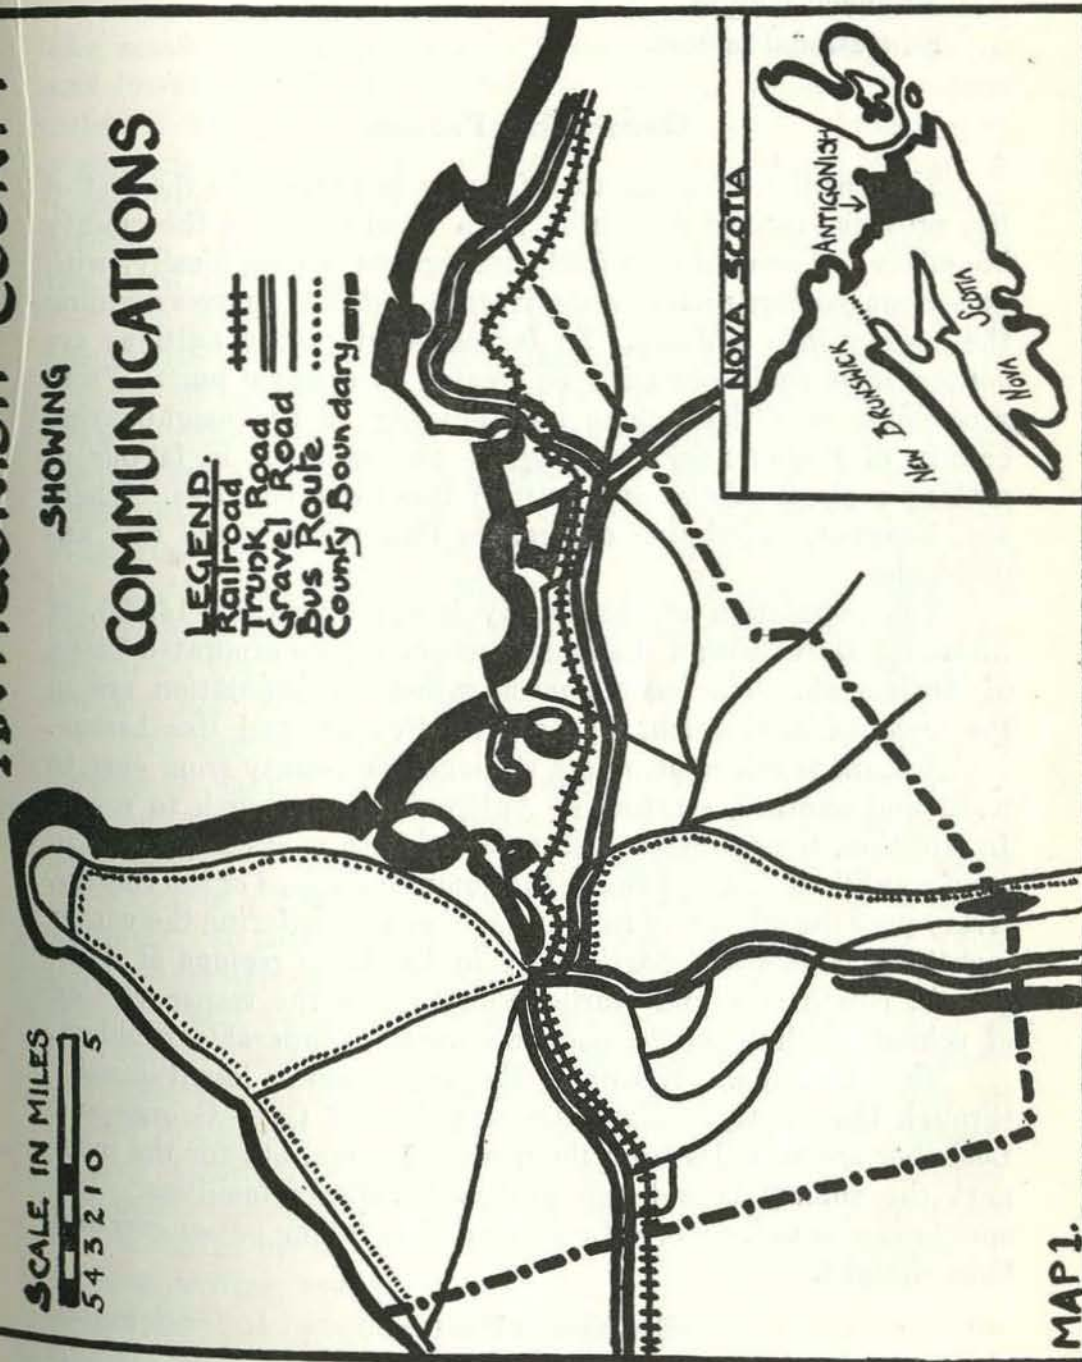 SHOWING
COMMUNICATIONS
LEGEND.
Railroad
Trunk Road
Gravel Road
Bus Route
County Boundary
SCALE IN MILES
5 4 3 2 1 0 5
NOVA SCOTIA
ANTIGONISH
NEW BRUNSWICK
NOVA SCOTIA
MAP 1.